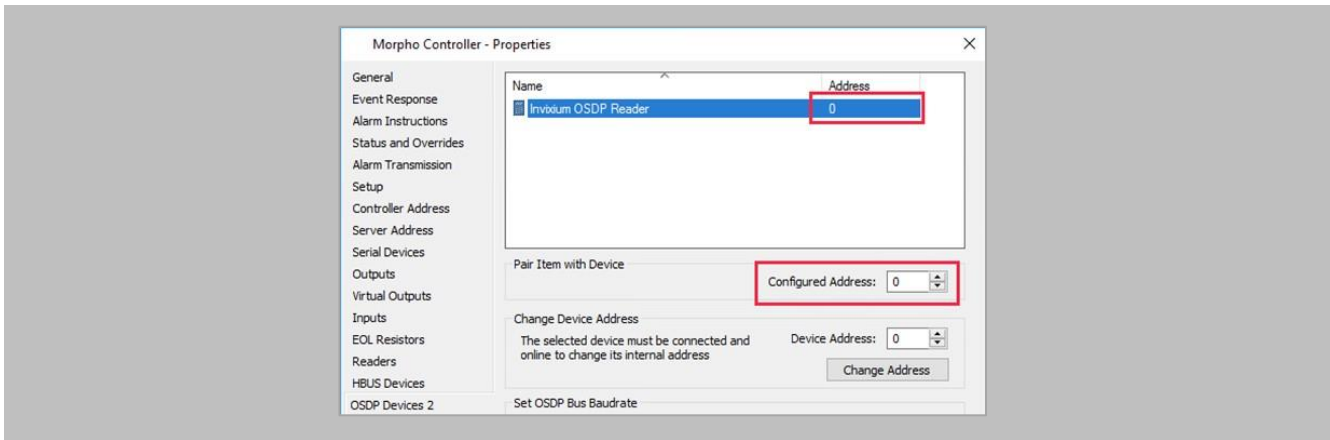 Morpho Controller - Properties
General
Event Response
Alarm Instructions
Status and Overrides
Alarm Transmission
Setup
Controller Address
Server Address
Serial Devices
Outputs
Virtual Outputs
Inputs
EOL Resistors
Readers
HBUS Devices
OSDP Devices 2
Name Address
Invixium OSDP Reader 0
Pair Item with Device
Configured Address: 0
Change Device Address
The selected device must be connected and
online to change its internal address
Device Address: 0
Change Address
Set OSDP Bus Baudrate